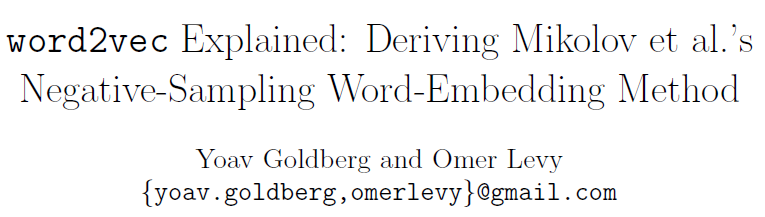 word2vec Explained: Deriving Mikolov et al.'s
Negative-Sampling Word-Embedding Method
Yoav Goldberg and Omer Levy
{yoav.goldberg,omerlevy}@gmail.com